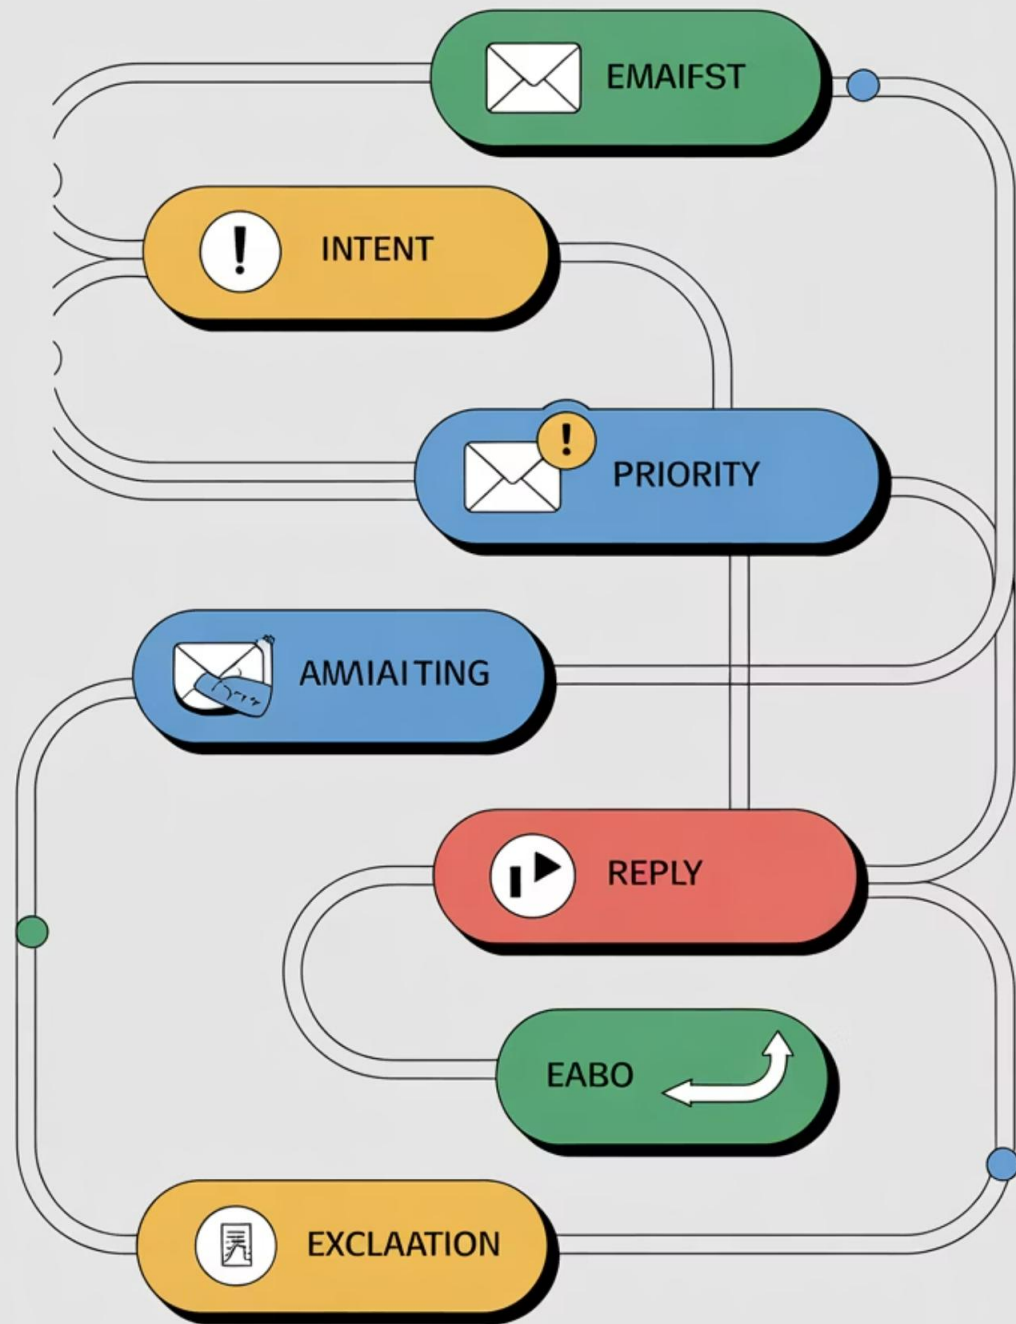 EMAIFST
INTENT
PRIORITY
AMIAITING
REPLY
EABO
EXCLAATION